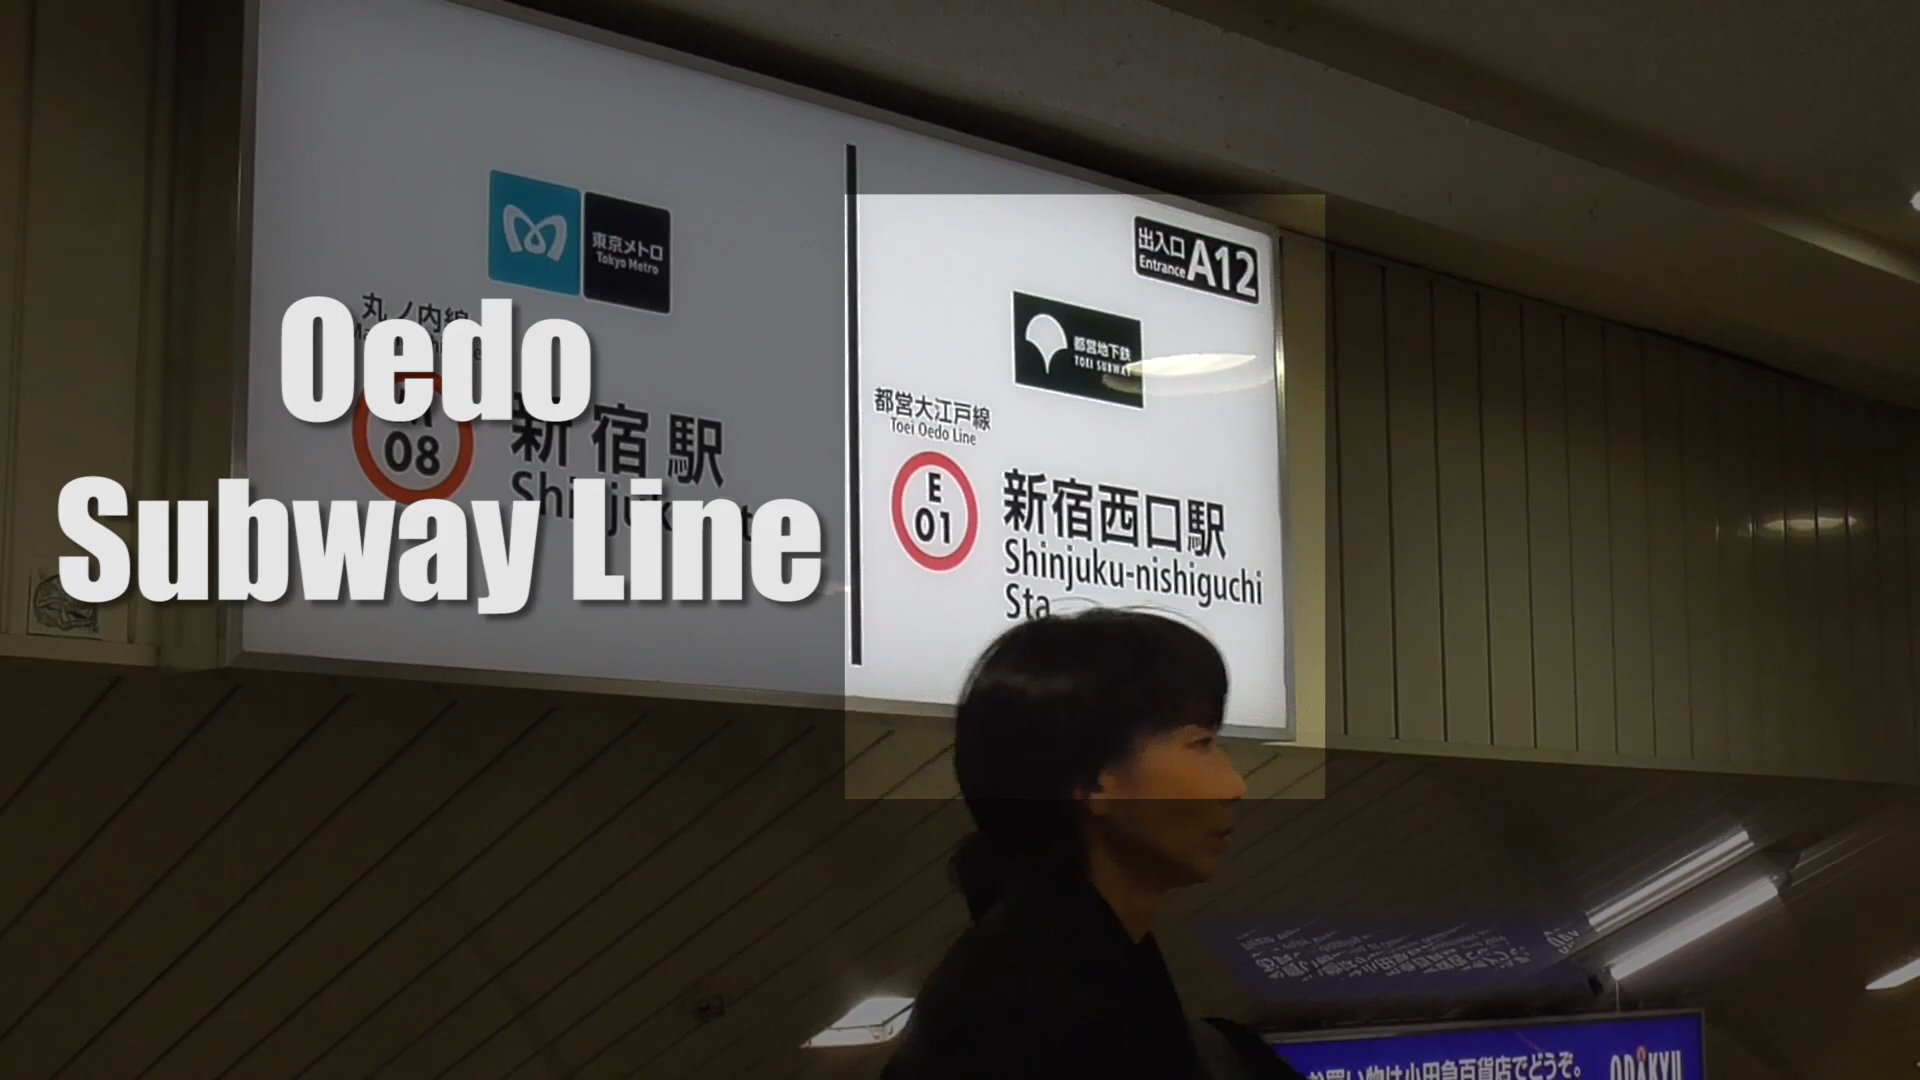 東京メトロ
Tokyo Metro
丸ノ内線
08
新宿駅
Oedo
Subway Line
出入口
Entrance
A12
都営地下鉄
TOEI SUBWAY
都営大江戸線
Toei Oedo Line
E
01
新宿西口駅
Shinjuku-nishiguchi
Sta
お買い物は小田急百貨店でどうぞ。
ODAKYU